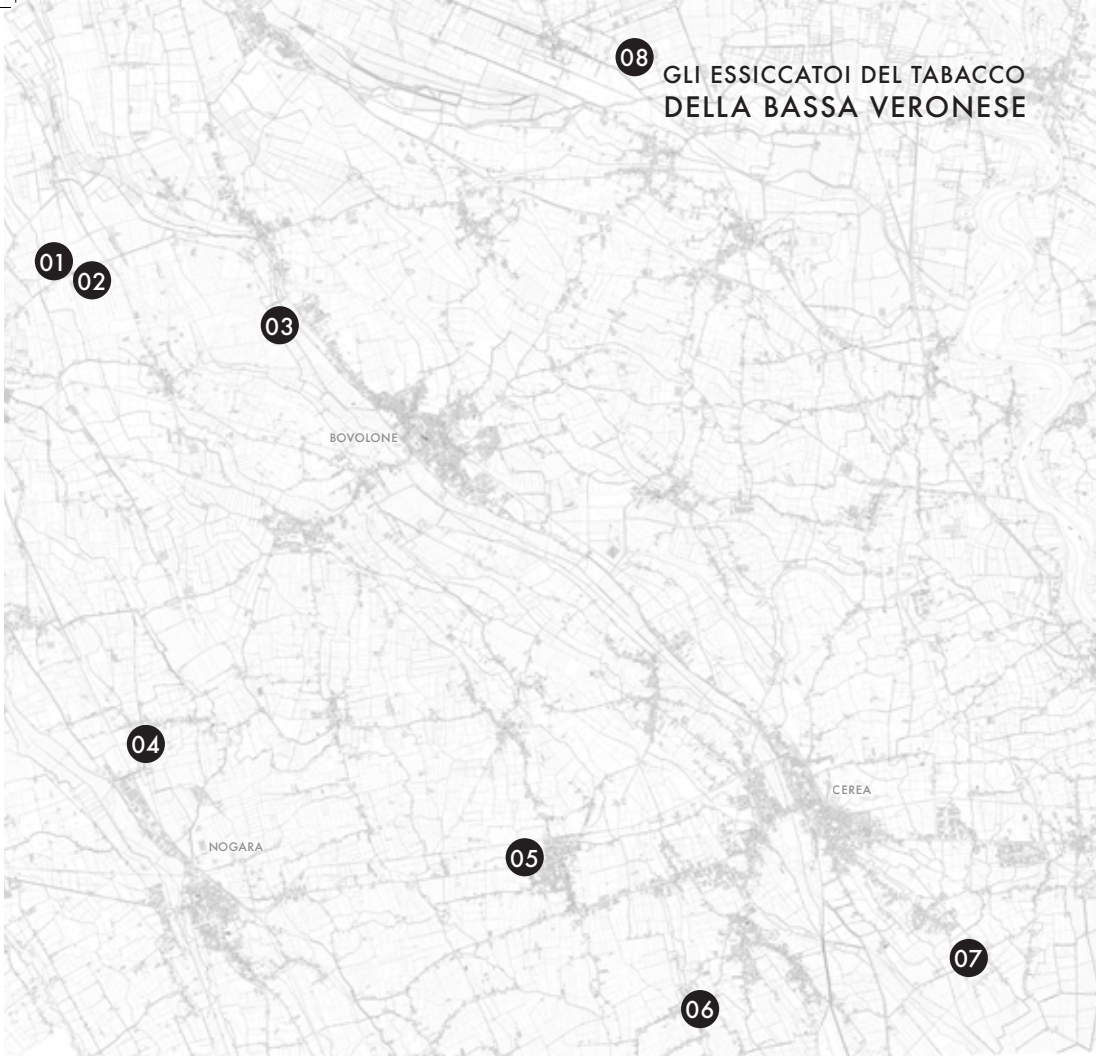 08
GLI ESSICCATOI DEL TABACCO
DELLA BASSA VERONESE
01
02
03
BOVOLONE
04
CEREA
NOGARA
05
07
06